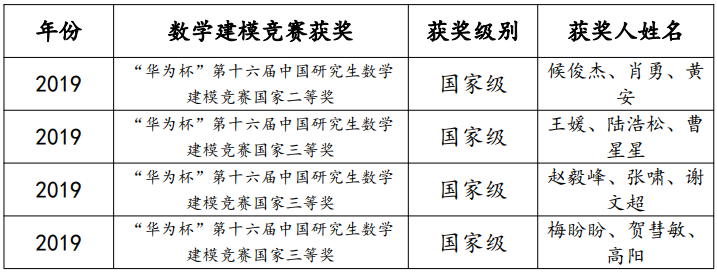 年份 数学建模竞赛获奖 获奖级别 获奖人姓名
2019 “华为杯”第十六届中国研究生数学 国家级 候俊杰、肖勇、黄
建模竞赛国家二等奖 安
2019 “华为杯”第十六届中国研究生数学 国家级 王媛、陆浩松、曹
建模竞赛国家三等奖 星星
2019 “华为杯”第十六届中国研究生数学 国家级 赵毅峰、张啸、谢
建模竞赛国家三等奖 文超
2019 “华为杯”第十六届中国研究生数学 国家级 梅盼盼、贺彗敏、
建模竞赛国家三等奖 高阳